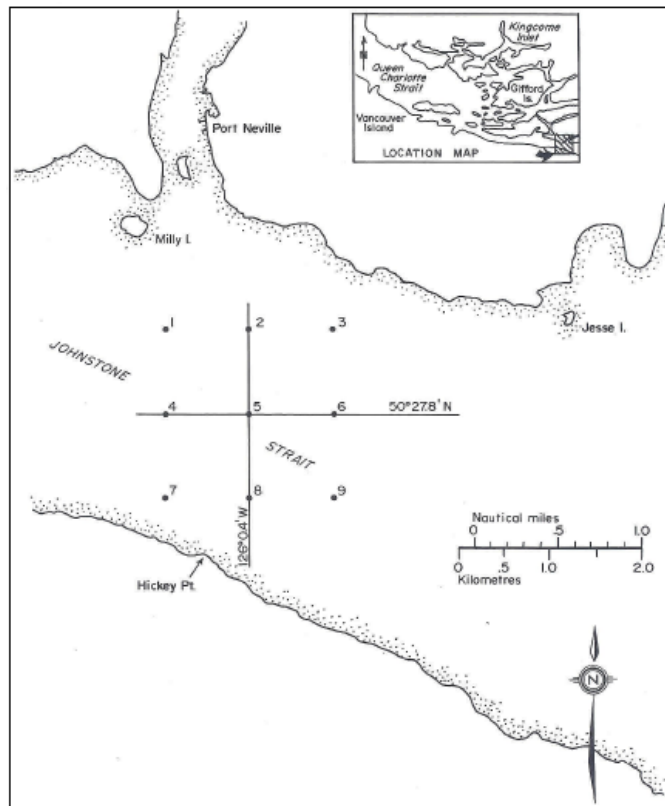 Kingcome
Inlet
N
Queen
Charlotte
Strait
Gifford
Is.
Vancouver
Island
LOCATION MAP
Port Neville
Milly I.
Jesse I.
1
2
3
JOHNSTONE
4
5
6
50°27.8' N
STRAIT
7
8
9
126°0.4' W
Hickey Pt.
Nautical miles
0 .5 1.0
0 .5 1.0 2.0
Kilometres
N